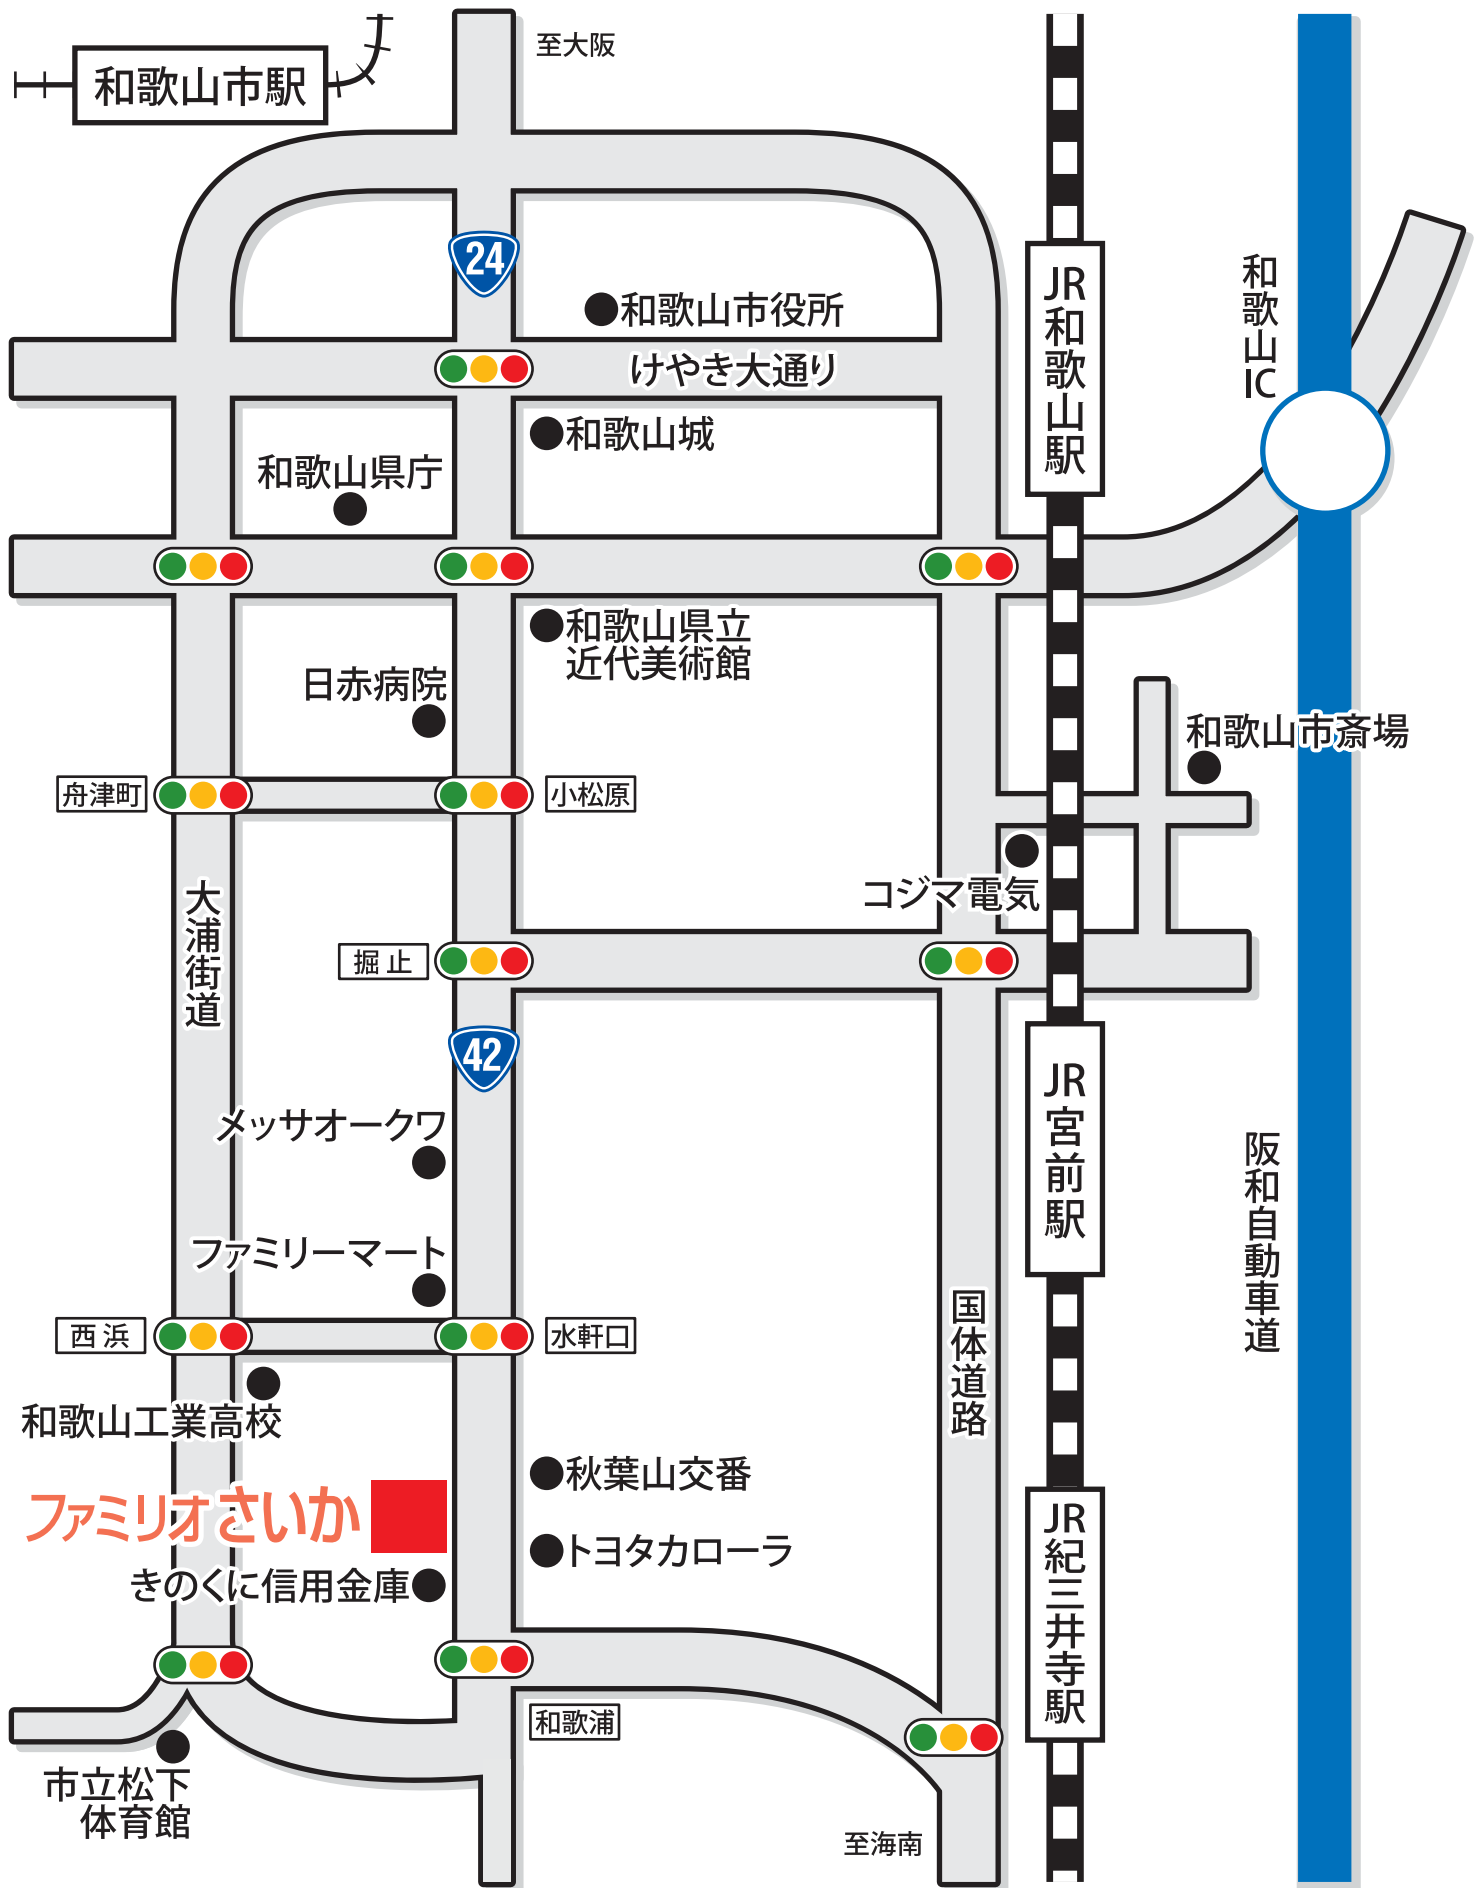 至大阪
和歌山市駅
24
和歌山市役所
けやき大通り
JR和歌山駅
和歌山IC
和歌山城
和歌山県庁
和歌山県立
近代美術館
日赤病院
和歌山市斎場
舟津町
小松原
コジマ電気
大浦街道
掘止
42
メッサオークワ
阪和自動車道
JR宮前駅
ファミリーマート
国体道路
西浜
水軒口
和歌山工業高校
秋葉山交番
ファミリオさいか
JR紀三井寺駅
トヨタカローラ
きのくに信用金庫
和歌浦
市立松下
体育館
至海南